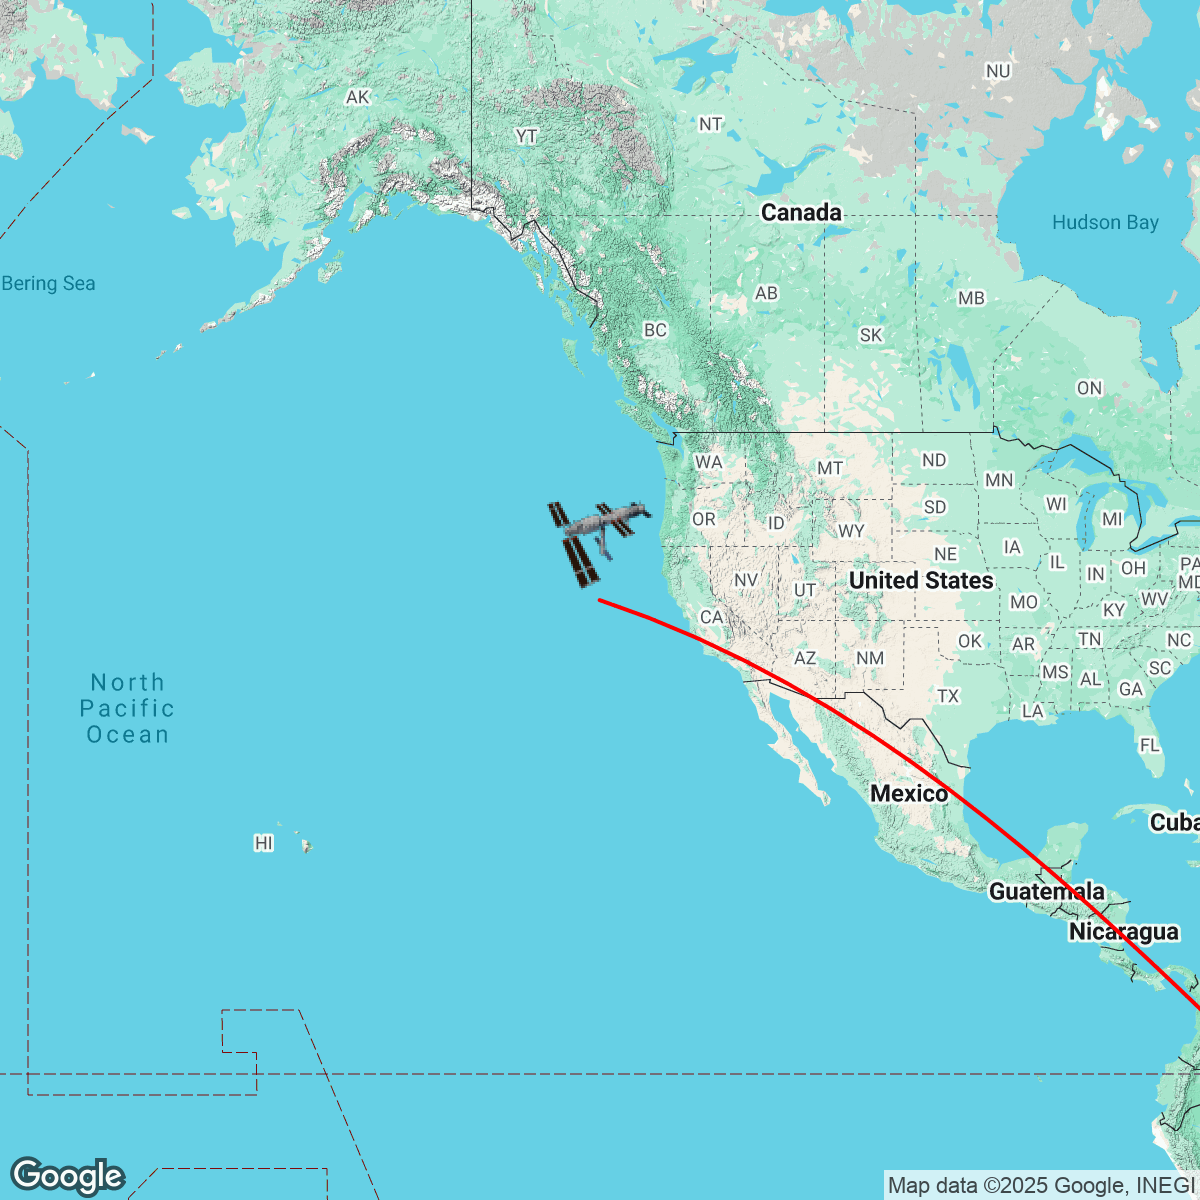 NU
AK
NT
YT
Canada
Hudson Bay
Bering Sea
AB
MB
BC
SK
ON
WA
MT
ND
MN
OR
ID
WY
SD
WI
MI
NE
IA
NV
UT
United States
IL
IN
OH
PA
MD
CA
MO
KY
WV
AZ
NM
OK
AR
TN
NC
MS
AL
SC
GA
TX
LA
FL
North
Pacific
Ocean
Mexico
HI
Cuba
Guatemala
Nicaragua
Google
Map data ©2025 Google, INEGI